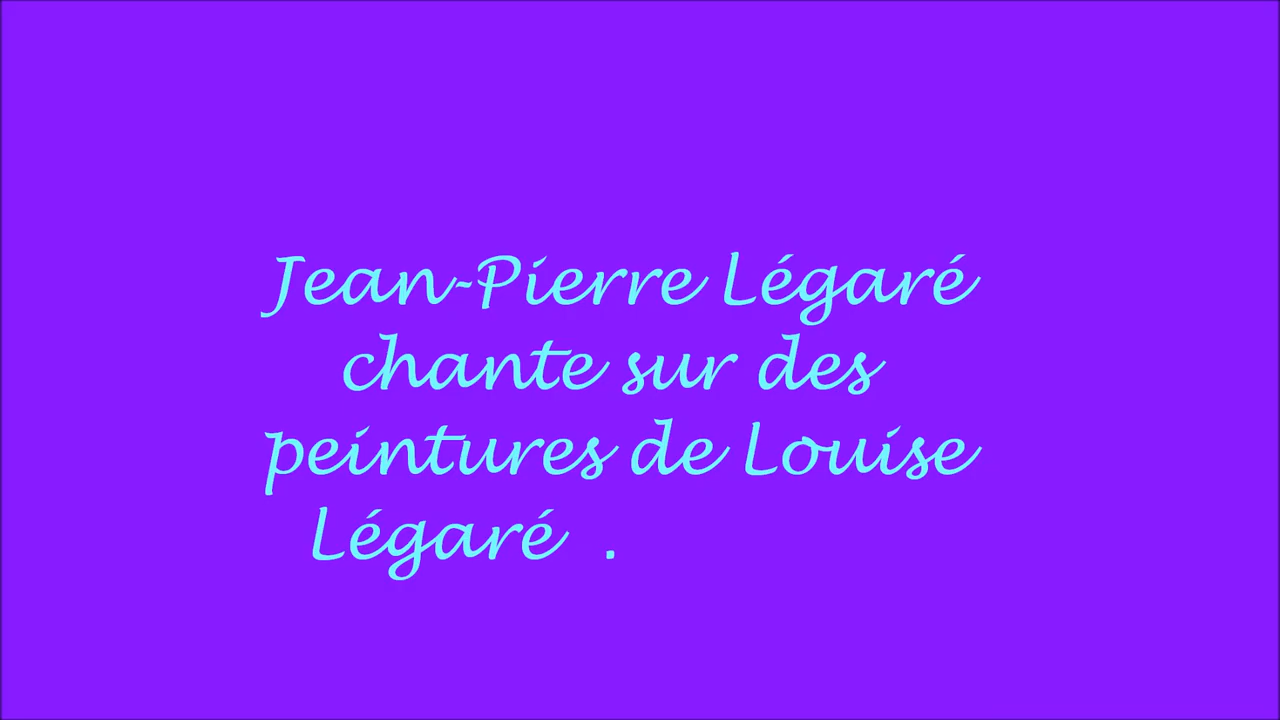 Jean-Pierre Légaré
chante sur des
peintures de Louise
Légaré .